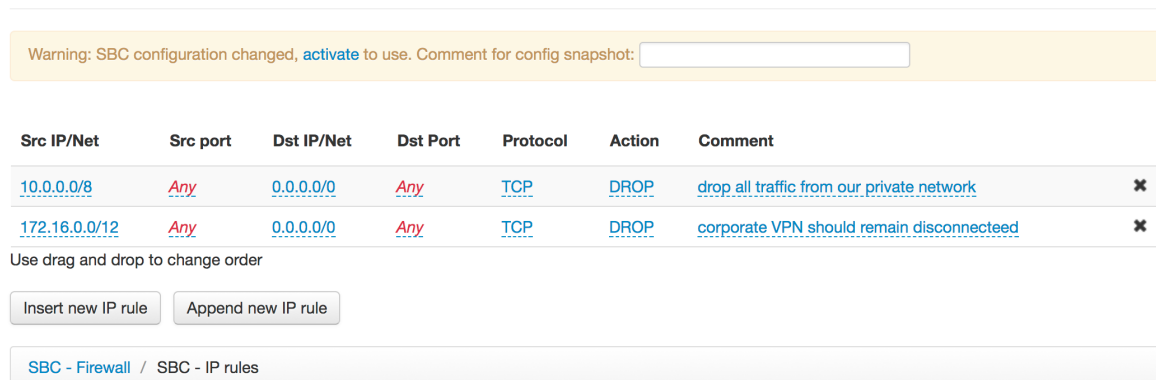 Warning: SBC configuration changed, activate to use. Comment for config snapshot:
Src IP/Net Src port Dst IP/Net Dst Port Protocol Action Comment
10.0.0.0/8 Any 0.0.0.0/0 Any TCP DROP drop all traffic from our private network
172.16.0.0/12 Any 0.0.0.0/0 Any TCP DROP corporate VPN should remain disconnecteed
Use drag and drop to change order
Insert new IP rule Append new IP rule
SBC - Firewall / SBC - IP rules